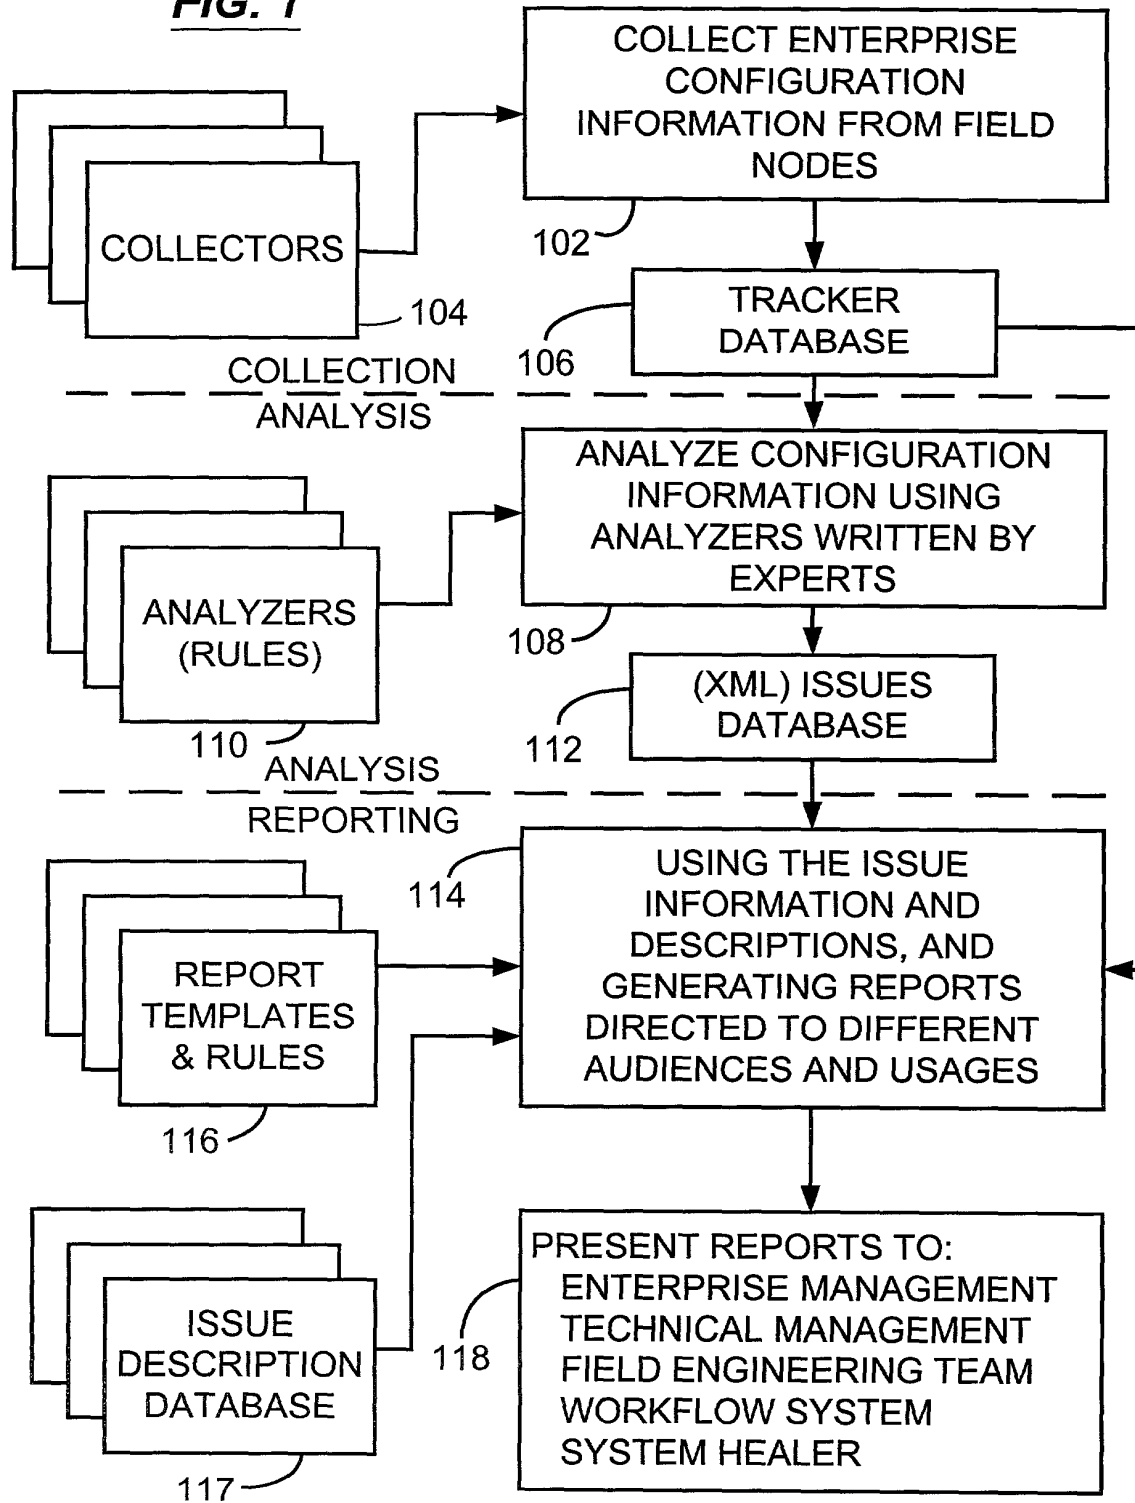 FIG. 1
COLLECT ENTERPRISE
CONFIGURATION
INFORMATION FROM FIELD
NODES
COLLECTORS
102
104
TRACKER
DATABASE
106
COLLECTION
ANALYSIS
ANALYZE CONFIGURATION
INFORMATION USING
ANALYZERS WRITTEN BY
EXPERTS
ANALYZERS
(RULES)
108
110
(XML) ISSUES
DATABASE
112
ANALYSIS
REPORTING
114
USING THE ISSUE
INFORMATION AND
DESCRIPTIONS, AND
GENERATING REPORTS
DIRECTED TO DIFFERENT
AUDIENCES AND USAGES
REPORT
TEMPLATES
& RULES
116
ISSUE
DESCRIPTION
DATABASE
117
PRESENT REPORTS TO:
ENTERPRISE MANAGEMENT
TECHNICAL MANAGEMENT
FIELD ENGINEERING TEAM
WORKFLOW SYSTEM
SYSTEM HEALER
118